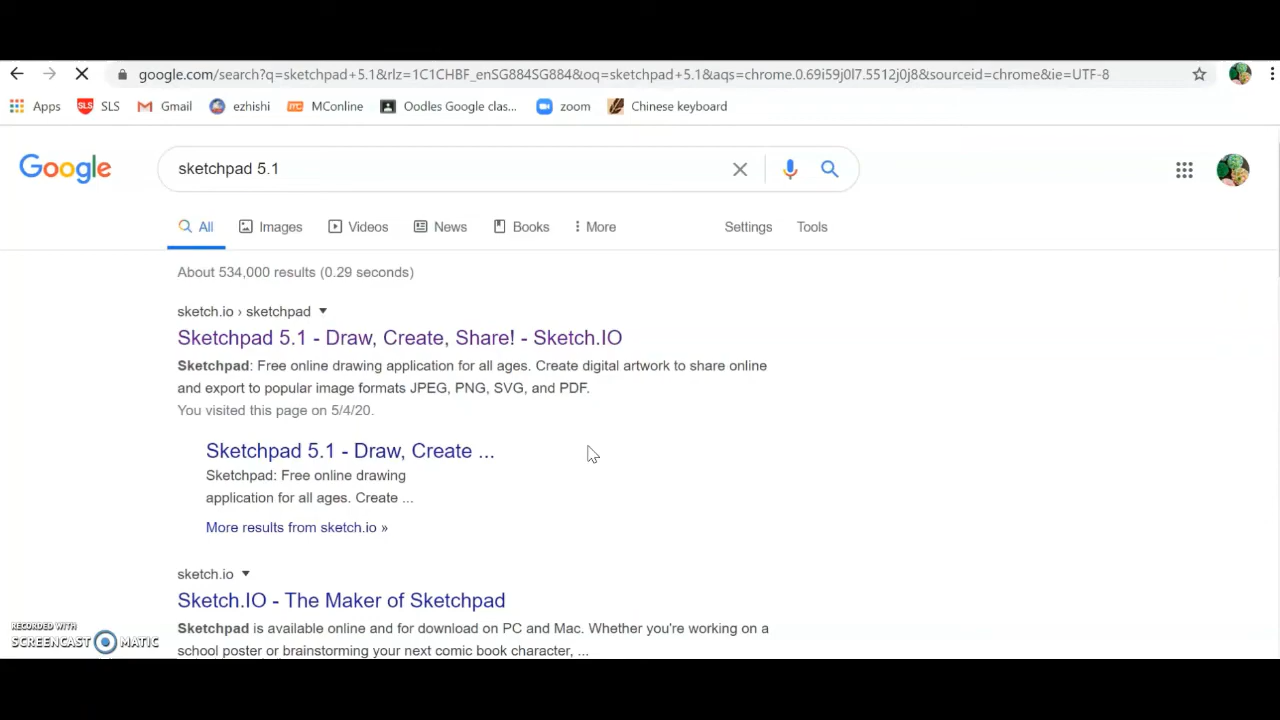 google.com/search?q=sketchpad+5.1&rlz=1C1CHBF_enSG884SG884&oq=sketchpad+5.1&aqs=chrome.0.69i59j0l7.5512j0j8&sourceid=chrome&ie=UTF-8
Apps SLS SLS Gmail ezhishi MConline Oodles Google clas... zoom Chinese keyboard
Google sketchpad 5.1
All Images Videos News Books More Settings Tools
About 534,000 results (0.29 seconds)
sketch.io › sketchpad
Sketchpad 5.1 - Draw, Create, Share! - Sketch.IO
Sketchpad: Free online drawing application for all ages. Create digital artwork to share online
and export to popular image formats JPEG, PNG, SVG, and PDF.
You visited this page on 5/4/20.
Sketchpad 5.1 - Draw, Create ...
Sketchpad: Free online drawing
application for all ages. Create ...
More results from sketch.io »
sketch.io
Sketch.IO - The Maker of Sketchpad
Sketchpad is available online and for download on PC and Mac. Whether you're working on a
school poster or brainstorming your next comic book character, ...
RECORDED WITH
SCREENCAST MATIC